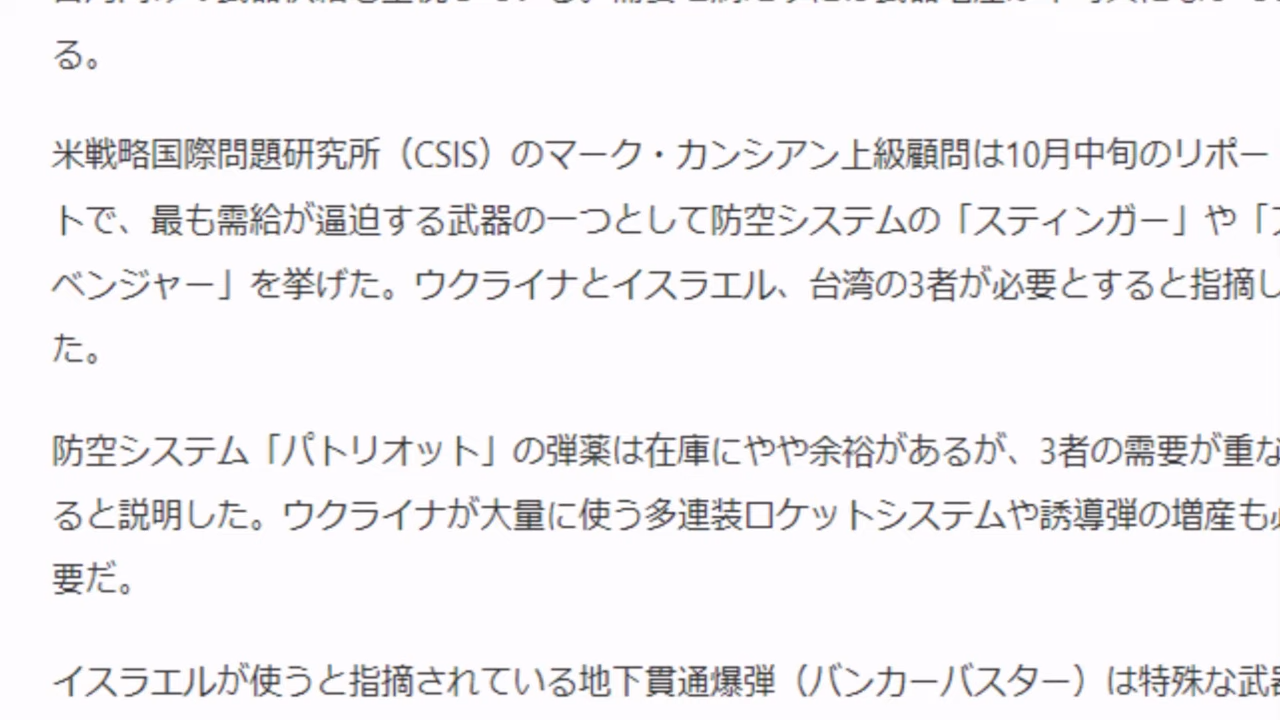 る。
米戦略国際問題研究所（CSIS）のマーク・カンシアン上級顧問は10月中旬のリポー
トで、最も需給が逼迫する武器の一つとして防空システムの「スティンガー」や「ア
ベンジャー」を挙げた。ウクライナとイスラエル、台湾の3者が必要とすると指摘し
た。
防空システム「パトリオット」の弾薬は在庫にやや余裕があるが、3者の需要が重な
ると説明した。ウクライナが大量に使う多連装ロケットシステムや誘導弾の増産も必
要だ。
イスラエルが使うと指摘されている地下貫通爆弾（バンカーバスター）は特殊な武器